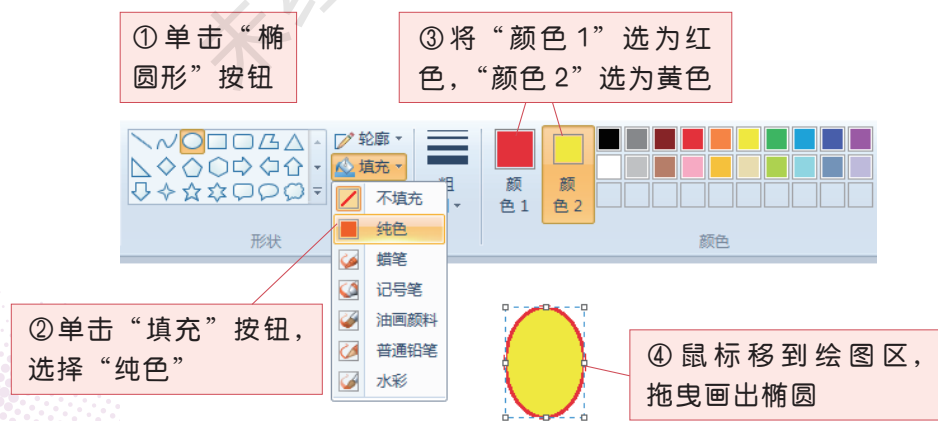 ①单击“椭
圆形”按钮
③将“颜色1”选为红
色，“颜色2”选为黄色
轮廓
填充
粗
颜
色1
颜
色2
不填充
纯色
蜡笔
记号笔
油画颜料
普通铅笔
水彩
形状
颜色
②单击“填充”按钮，
选择“纯色”
④鼠标移到绘图区，
拖曳画出椭圆